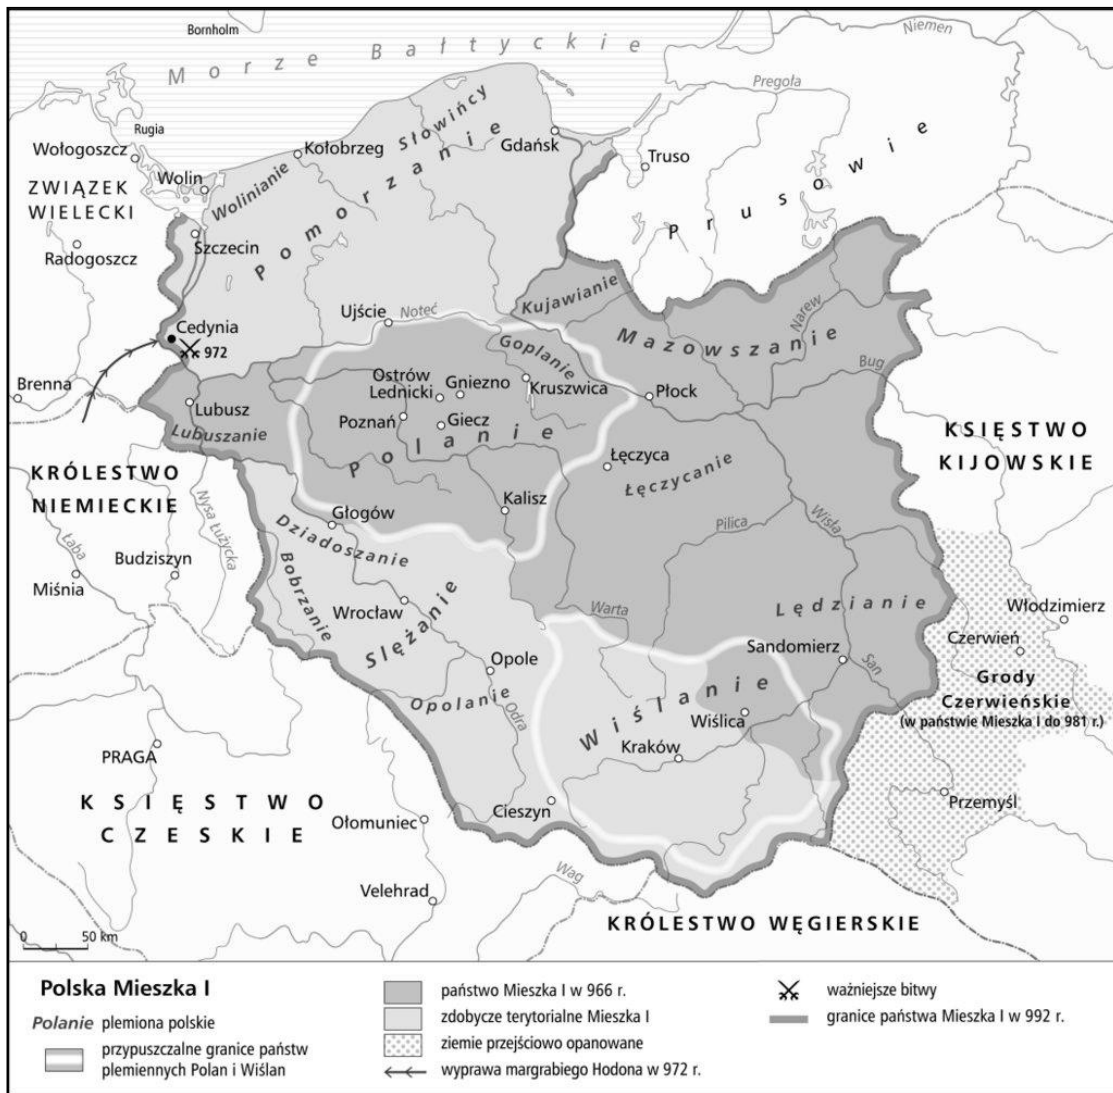 Bornholm
Morze Bałtyckie
Niemen
Pregoła
Rugia
Wołogoszcz
Kołobrzeg
Słowińcy
Gdańsk
Truso
Wolin
Wolinianie
Pomorzanie
Prusowie
ZWIĄZEK
WIELECKI
Szczecin
Radogoszcz
Ujście
Noteć
Kujawianie
Narew
Cedynia
972
Goplanie
Mazowszanie
Bug
Brenna
Ostrów
Lednicki
Gniezno
Kruszwica
Płock
Lubusz
Poznań
Giecz
Lubuszanie
Polanie
KSIĘSTWO
KIJOWSKIE
KRÓLESTWO
NIEMIECKIE
Łęczyca
Łęczycanie
Nysa Łużycka
Kalisz
Głogów
Pilica
Wisła
Dziadoszanie
Łaba
Budziszyn
Miśnia
Bobrzanie
Wrocław
Ślężanie
Warta
Lędzianie
Włodzimierz
Czerwień
Sandomierz
San
Opole
Grody
Czerwieńskie
(w państwie Mieszka I do 981 r.)
Opolanie
Odra
Wiślanie
Wiślica
Kraków
PRAGA
KSIĘSTWO
CZESKIE
Cieszyn
Ołomuniec
Przemyśl
Wag
Velehrad
KRÓLESTWO WĘGIERSKIE
0 50 km
Polska Mieszka I
Polanie plemiona polskie
przypuszczalne granice państw
plemiennych Polan i Wiślan
państwo Mieszka I w 966 r.
zdobycze terytorialne Mieszka I
ziemie przejściowo opanowane
wyprawa margrabiego Hodona w 972 r.
ważniejsze bitwy
granice państwa Mieszka I w 992 r.